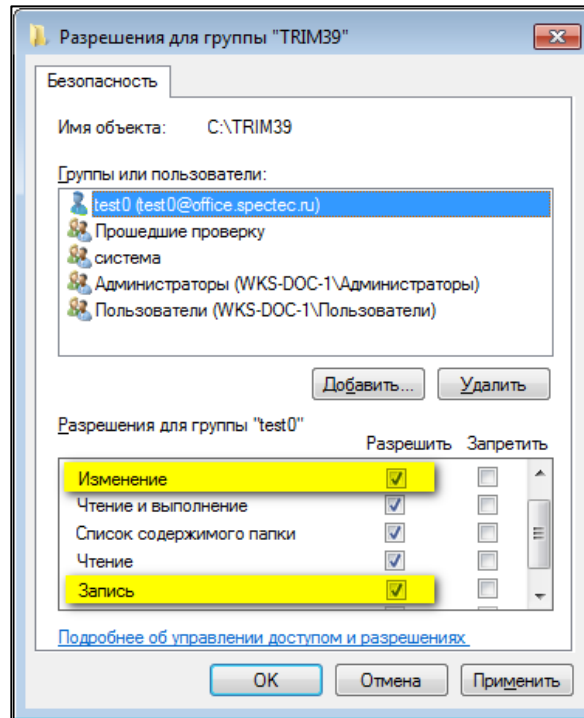 Разрешения для группы "TRIM39"
Безопасность
Имя объекта: C:\TRIM39
Группы или пользователи:
test0 (test0@office.spectec.ru)
Прошедшие проверку
система
Администраторы (WKS-DOC-1\Администраторы)
Пользователи (WKS-DOC-1\Пользователи)
Добавить... Удалить
Разрешения для группы "test0"
Разрешить Запретить
Изменение
Чтение и выполнение
Список содержимого папки
Чтение
Запись
Подробнее об управлении доступом и разрешениях
ОК Отмена Применить